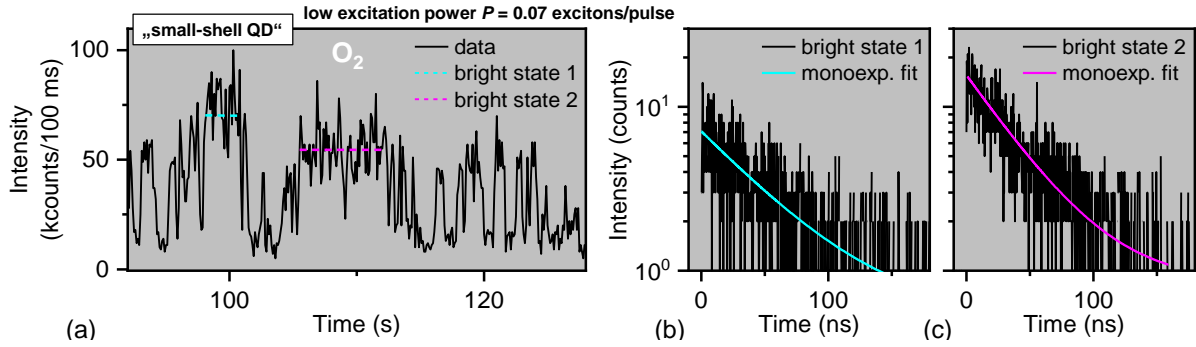 low excitation power P = 0.07 excitons/pulse
„small-shell QD“
O2
data
bright state 1
bright state 2
100
50
0
Intensity
(kcounts/100 ms)
100
120
Time (s)
(a)
bright state 1
monoexp. fit
10^1
10^0
Intensity (counts)
0
100
Time (ns)
(b)
bright state 2
monoexp. fit
0
100
Time (ns)
(c)